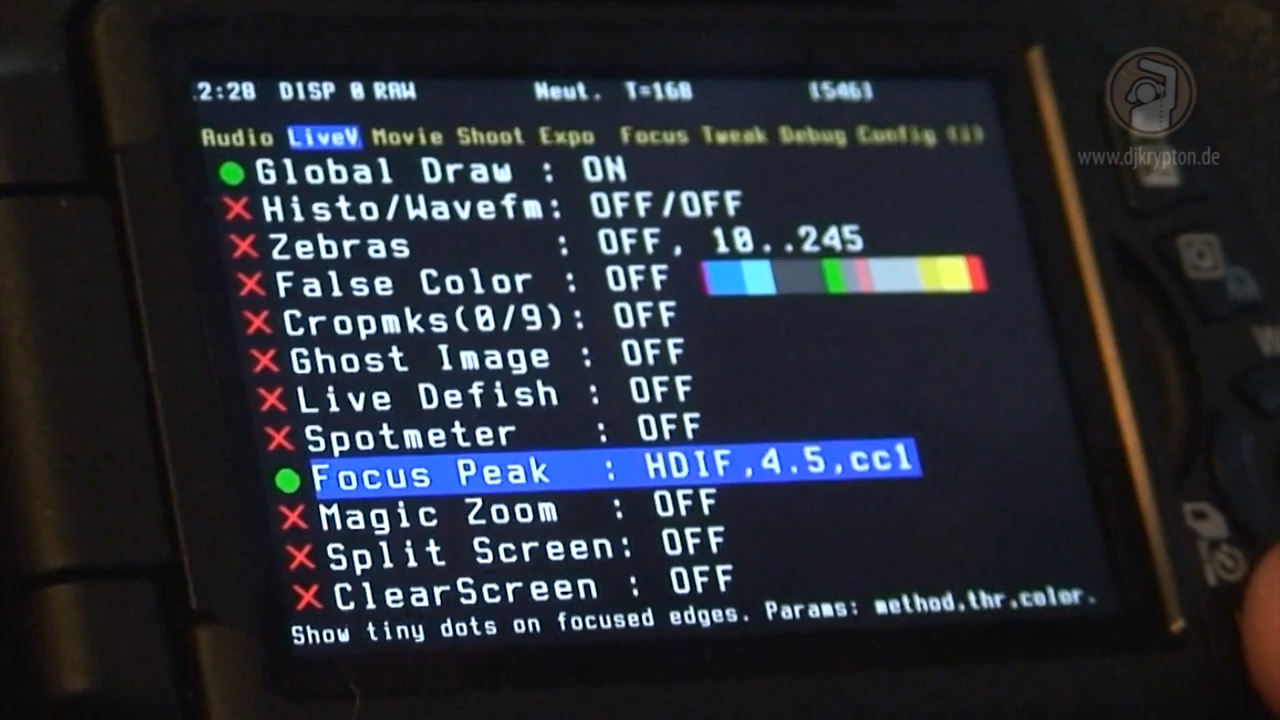 .2:28 DISP 0 RAW Neut. T=168 [546]
Audio LiveV Movie Shoot Expo Focus Tweak Debug Config (i)
Global Draw : ON
Histo/Wavefm: OFF/OFF
Zebras : OFF, 10..245
False Color : OFF
Cropmks(0/9): OFF
Ghost Image : OFF
Live Defish : OFF
Spotmeter : OFF
Focus Peak : HDIF,4.5,cc1
Magic Zoom : OFF
Split Screen: OFF
ClearScreen : OFF
Show tiny dots on focused edges. Params: method,thr,color.
www.djkrypton.de